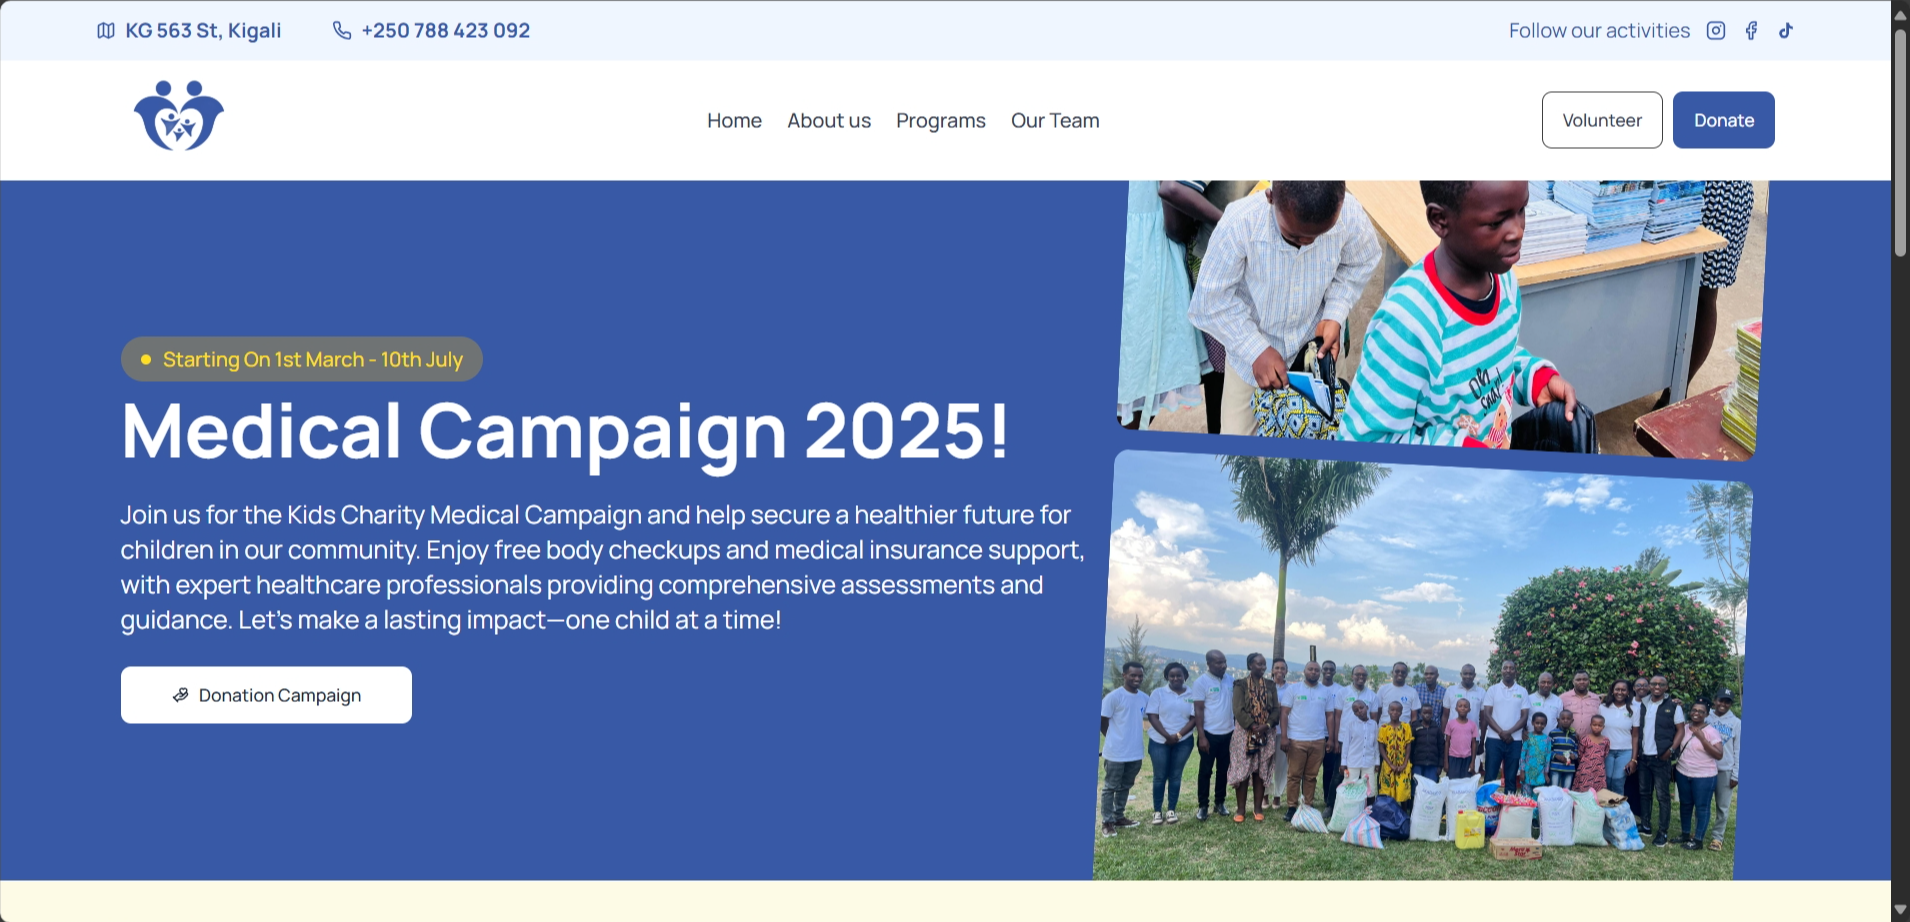 KG 563 St, Kigali
+250 788 423 092
Follow our activities
Home
About us
Programs
Our Team
Volunteer
Donate
Starting On 1st March - 10th July
Medical Campaign 2025!
Join us for the Kids Charity Medical Campaign and help secure a healthier future for
children in our community. Enjoy free body checkups and medical insurance support,
with expert healthcare professionals providing comprehensive assessments and
guidance. Let's make a lasting impact—one child at a time!
Donation Campaign